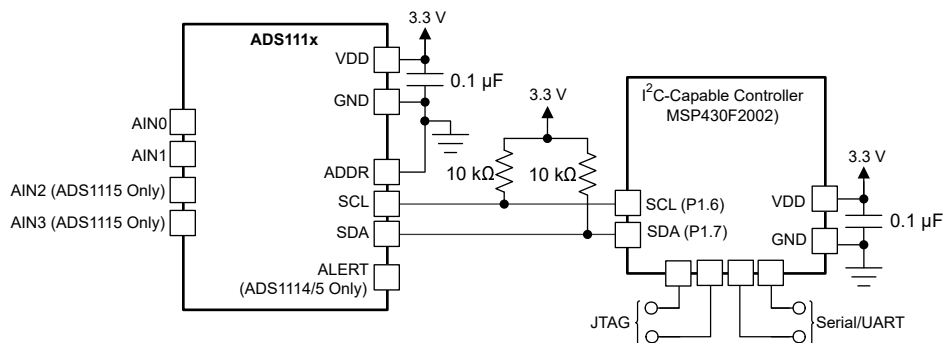 ADS111x
3.3 V
VDD
0.1 µF
GND
AIN0
AIN1
ADDR
AIN2 (ADS1115 Only)
SCL
AIN3 (ADS1115 Only)
SDA
ALERT
(ADS1114/5 Only)
3.3 V
10 kΩ
10 kΩ
I²C-Capable Controller
MSP430F2002)
3.3 V
SCL (P1.6)
VDD
0.1 µF
SDA (P1.7)
GND
JTAG
Serial/UART